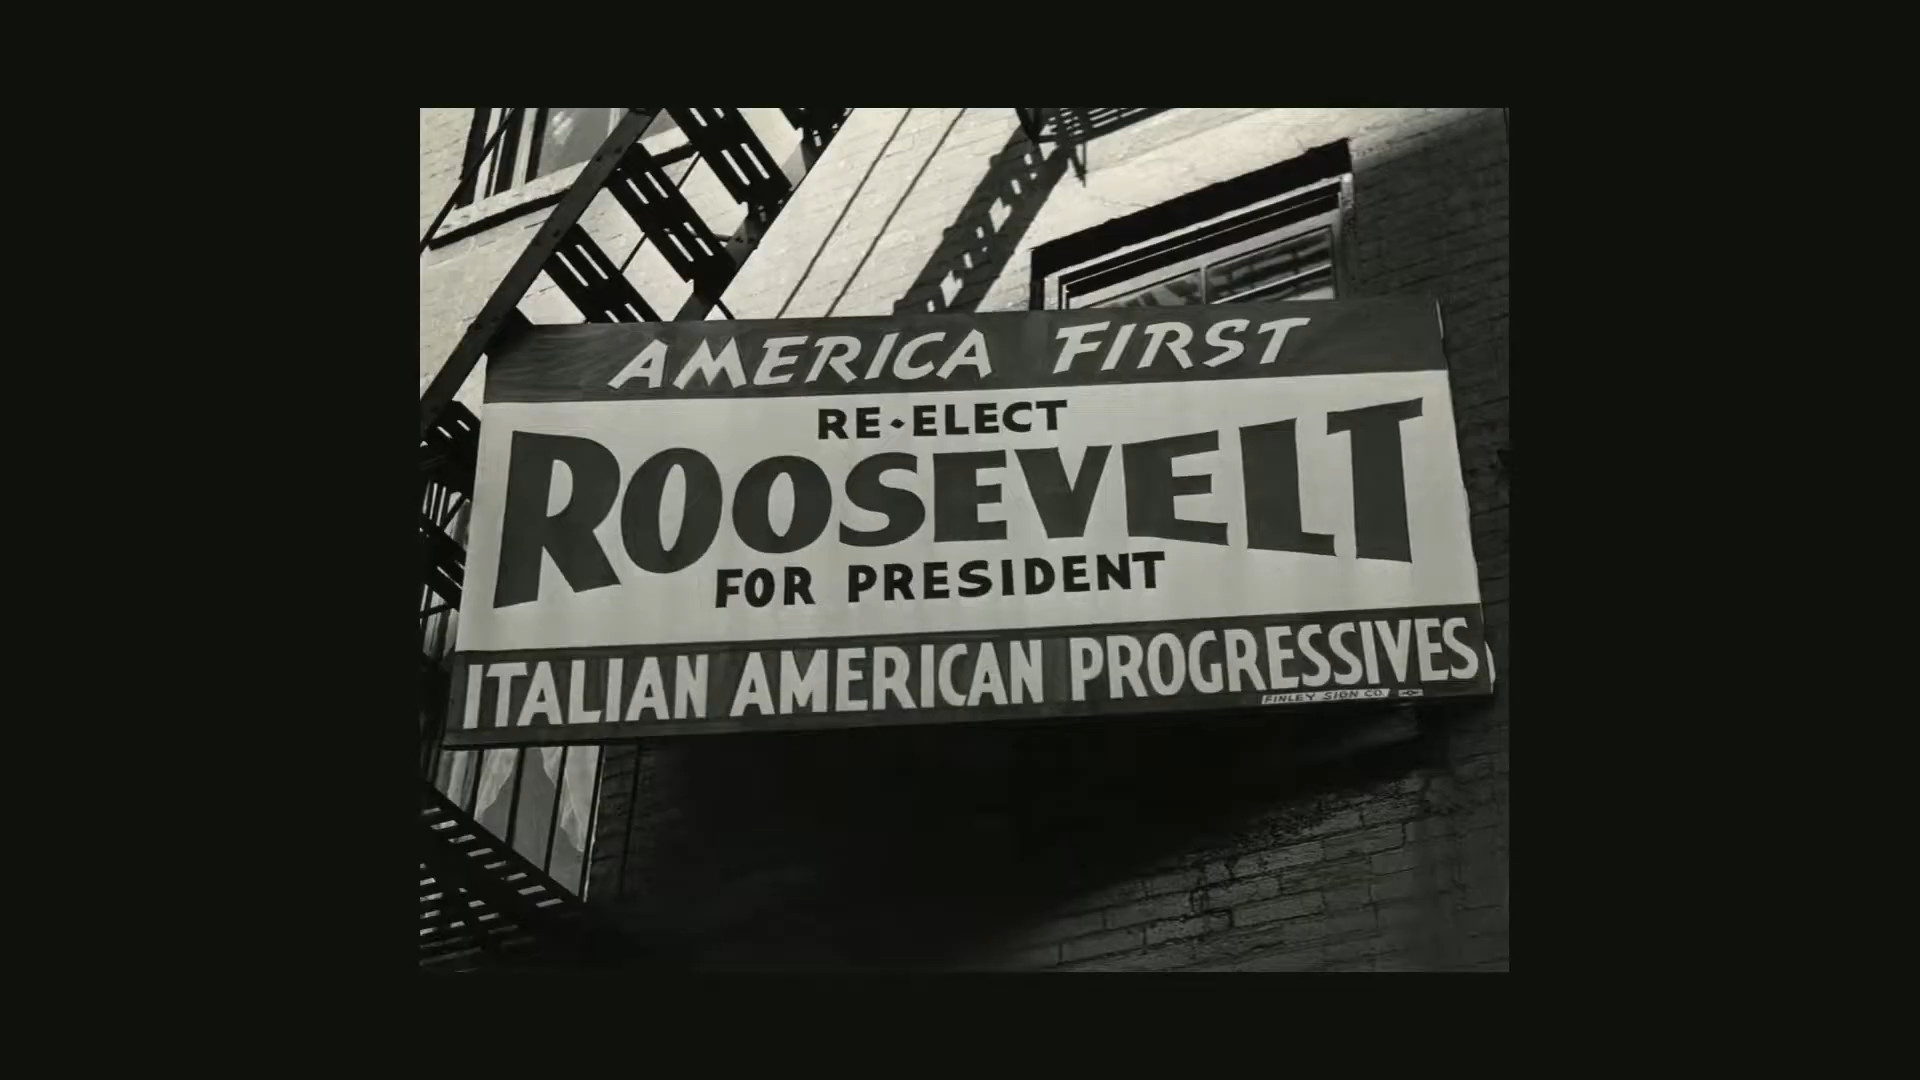 AMERICA FIRST
RE-ELECT
ROOSEVELT
FOR PRESIDENT
ITALIAN AMERICAN PROGRESSIVES
FINLEY SIGN CO.